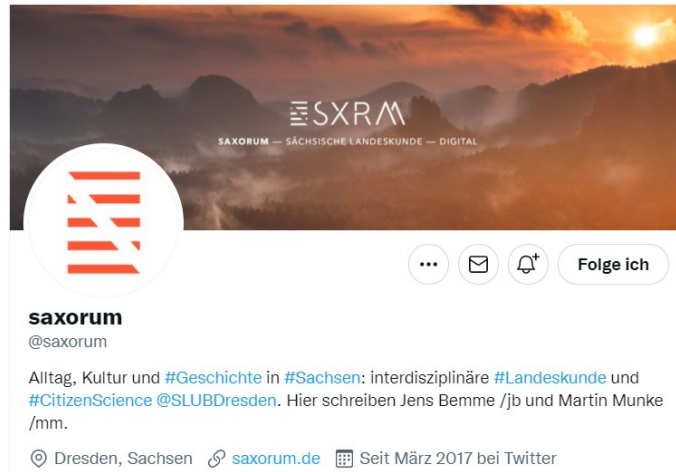 SXRM
SAXORUM — SÄCHSISCHE LANDESKUNDE — DIGITAL
Folge ich
saxorum
@saxorum
Alltag, Kultur und #Geschichte in #Sachsen: interdisziplinäre #Landeskunde und
#CitizenScience @SLUBDresden. Hier schreiben Jens Bemme /jb und Martin Munke
/mm.
Dresden, Sachsen saxorum.de Seit März 2017 bei Twitter